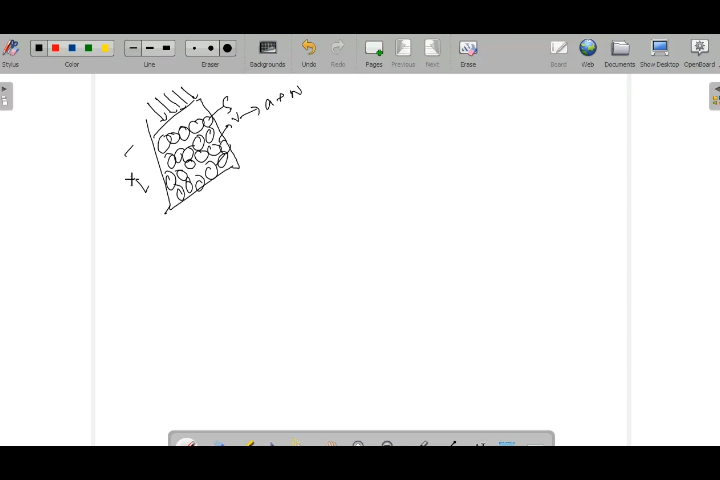 Stylus
Color
Line
Eraser
Backgrounds
Undo
Redo
Pages
Previous
Next
Erase
Board
Web
Documents
Show Desktop
OpenBoard
S
V → a + N